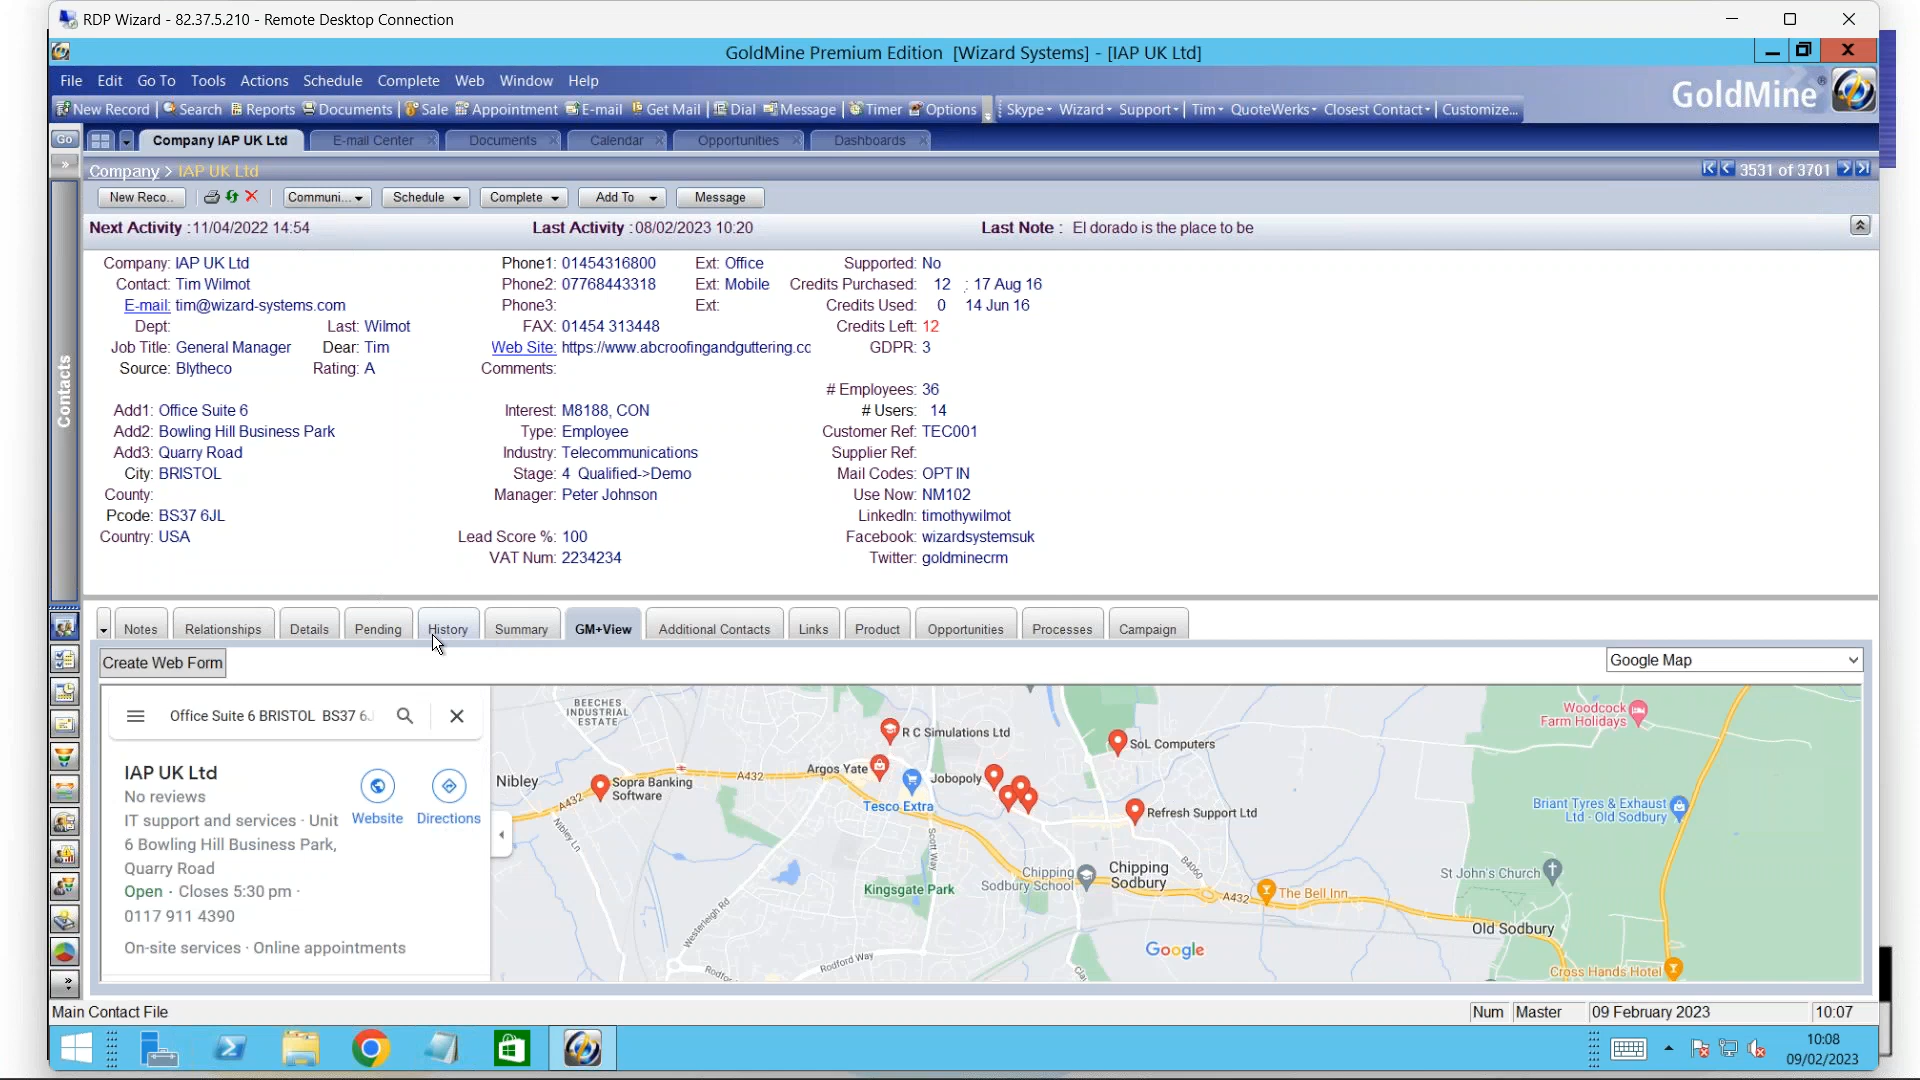 RDP Wizard - 82.37.5.210 - Remote Desktop Connection
GoldMine Premium Edition [Wizard Systems] - [IAP UK Ltd]
File Edit Go To Tools Actions Schedule Complete Web Window Help
GoldMine
New Record Search Reports Documents Sale Appointment E-mail Get Mail Dial Message Timer Options Skype Wizard Support Tim QuoteWerks Closest Contact Customize...
Go Company IAP UK Ltd E-mail Center Documents Calendar Opportunities Dashboards
Company > IAP UK Ltd 3531 of 3701
New Reco.. Communi... Schedule Complete Add To Message
Next Activity :11/04/2022 14:54 Last Activity :08/02/2023 10:20 Last Note : El dorado is the place to be
Company: IAP UK Ltd Phone1: 01454316800 Ext: Office Supported: No
Contact: Tim Wilmot Phone2: 07768443318 Ext: Mobile Credits Purchased: 12 : 17 Aug 16
E-mail: tim@wizard-systems.com Phone3: Ext: Credits Used: 0 14 Jun 16
Dept: Last: Wilmot FAX: 01454 313448 Credits Left: 12
Job Title: General Manager Dear: Tim Web Site: https://www.abcroofingandguttering.cc GDPR: 3
Source: Blytheco Rating: A Comments:
# Employees: 36
Add1: Office Suite 6 Interest: M8188, CON # Users: 14
Add2: Bowling Hill Business Park Type: Employee Customer Ref: TEC001
Add3: Quarry Road Industry: Telecommunications Supplier Ref:
City: BRISTOL Stage: 4 Qualified->Demo Mail Codes: OPT IN
County: Manager: Peter Johnson Use Now: NM102
Pcode: BS37 6JL LinkedIn: timothywilmot
Country: USA Lead Score %: 100 Facebook: wizardsystemsuk
VAT Num: 2234234 Twitter: goldminecrm
Contacts
Notes Relationships Details Pending History Summary GM+View Additional Contacts Links Product Opportunities Processes Campaign
Create Web Form Google Map
Office Suite 6 BRISTOL BS37 6J
IAP UK Ltd
No reviews
IT support and services · Unit
6 Bowling Hill Business Park,
Quarry Road
Open · Closes 5:30 pm ·
0117 911 4390
On-site services · Online appointments
Website
Directions
BEECHES
INDUSTRIAL
ESTATE
Woodcock
Farm Holidays
R C Simulations Ltd
SoL Computers
Argos Yate
A432
Jobopoly
Nibley
Sopra Banking
Software
Tesco Extra
A432
Refresh Support Ltd
Briant Tyres & Exhaust
Ltd - Old Sodbury
Nibley Ln
Scott Way
Chipping
Sodbury School
Chipping
Sodbury
B4060
St John's Church
Kingsgate Park
A432
The Bell Inn
Westerleigh Rd
Old Sodbury
Google
Rodford Way
Rodfor
Cross Hands Hotel
Main Contact File Num Master 09 February 2023 10:07
10:08
09/02/2023